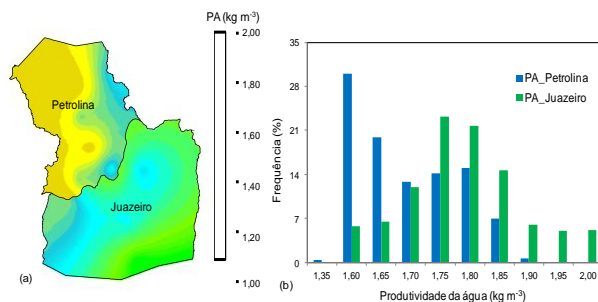 PA (kg m⁻³)
2,00
1,80
1,60
1,40
1,20
1,00
Petrolina
Juazeiro
(a)
35
28
21
14
7
0
Frequência (%)
PA_Petrolina
PA_Juazeiro
1,35 1,60 1,65 1,70 1,75 1,80 1,85 1,90 1,95 2,00
Produtividade da água (kg m⁻³)
(b)